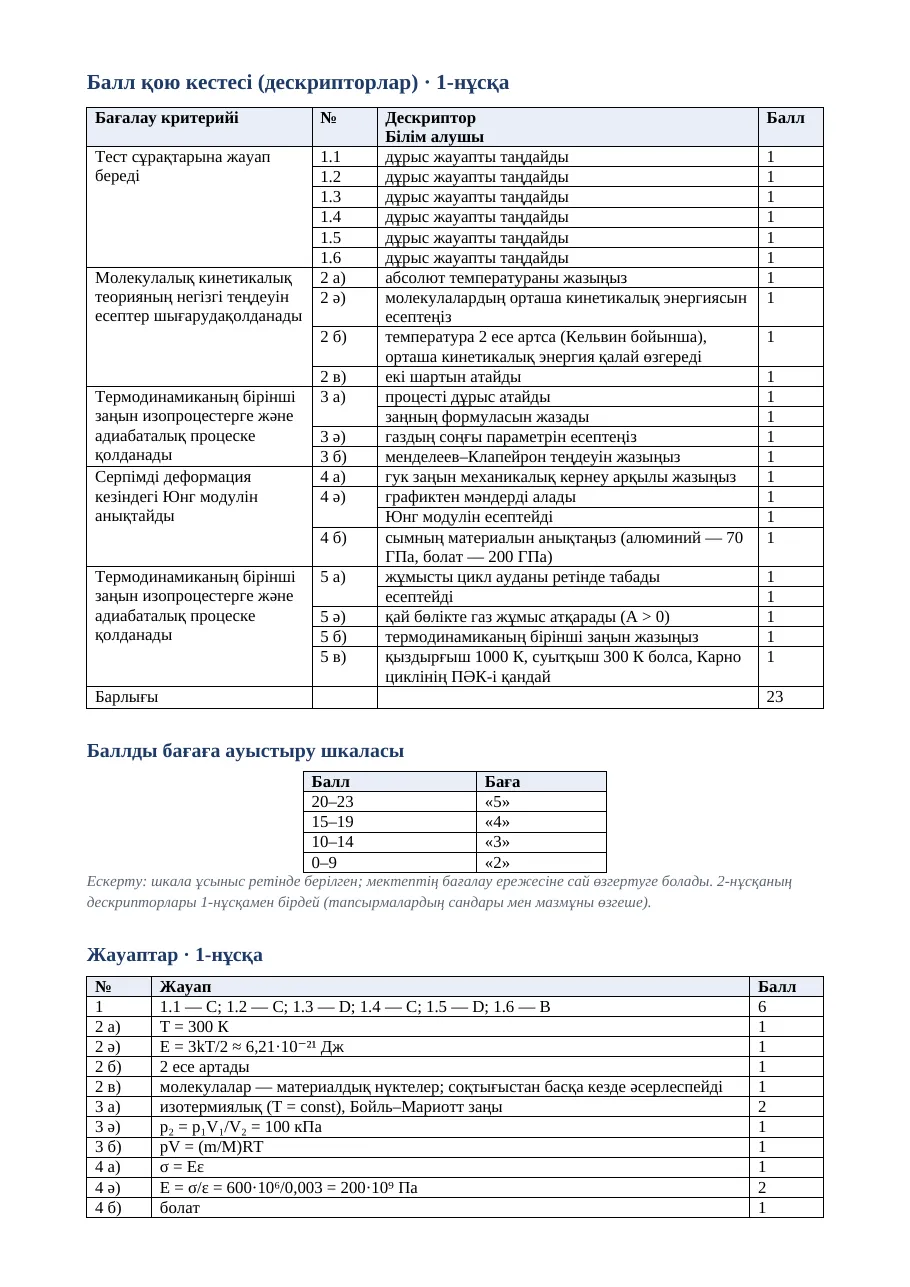 Балл қою кестесі (дескрипторлар) · 1-нұсқа
Бағалау критерийі № Дескриптор Балл
Білім алушы
Тест сұрақтарына жауап 1.1 дұрыс жауапты таңдайды 1
береді 1.2 дұрыс жауапты таңдайды 1
1.3 дұрыс жауапты таңдайды 1
1.4 дұрыс жауапты таңдайды 1
1.5 дұрыс жауапты таңдайды 1
1.6 дұрыс жауапты таңдайды 1
Молекулалық кинетикалық 2 а) абсолют температураны жазыңыз 1
теорияның негізгі теңдеуін 2 ә) молекулалардың орташа кинетикалық энергиясын 1
есептер шығарудақолданады есептеңіз
2 б) температура 2 есе артса (Кельвин бойынша), 1
орташа кинетикалық энергия қалай өзгереді
2 в) екі шартын атайды 1
Термодинамиканың бірінші 3 а) процесті дұрыс атайды 1
заңын изопроцестерге және заңның формуласын жазады 1
адиабаталық процеске 3 ә) газдың соңғы параметрін есептеңіз 1
қолданады 3 б) менделеев–Клапейрон теңдеуін жазыңыз 1
Серпімді деформация 4 а) гук заңын механикалық кернеу арқылы жазыңыз 1
кезіндегі Юнг модулін 4 ә) графиктен мәндерді алады 1
анықтайды Юнг модулін есептейді 1
4 б) сымның материалын анықтаңыз (алюминий — 70 1
ГПа, болат — 200 ГПа)
Термодинамиканың бірінші 5 а) жұмысты цикл ауданы ретінде табады 1
заңын изопроцестерге және есептейді 1
адиабаталық процеске 5 ә) қай бөлікте газ жұмыс атқарады (A > 0) 1
қолданады 5 б) термодинамиканың бірінші заңын жазыңыз 1
5 в) қыздырғыш 1000 К, суытқыш 300 К болса, Карно 1
циклінің ПӘК-і қандай
Барлығы 23
Баллды бағаға ауыстыру шкаласы
Балл Баға
20–23 «5»
15–19 «4»
10–14 «3»
0–9 «2»
Ескерту: шкала ұсыныс ретінде берілген; мектептің бағалау ережесіне сай өзгертуге болады. 2-нұсқаның
дескрипторлары 1-нұсқамен бірдей (тапсырмалардың сандары мен мазмұны өзгеше).
Жауаптар · 1-нұсқа
№ Жауап Балл
1 1.1 — C; 1.2 — C; 1.3 — D; 1.4 — C; 1.5 — D; 1.6 — B 6
2 а) T = 300 К 1
2 ә) E = 3kT/2 ≈ 6,21·10⁻²¹ Дж 1
2 б) 2 есе артады 1
2 в) молекулалар — материалдық нүктелер; соқтығыстан басқа кезде әсерлеспейді 1
3 а) изотермиялық (T = const), Бойль–Мариотт заңы 2
3 ә) p₂ = p₁V₁/V₂ = 100 кПа 1
3 б) pV = (m/M)RT 1
4 а) σ = Eε 1
4 ә) E = σ/ε = 600·10⁶/0,003 = 200·10⁹ Па 2
4 б) болат 1